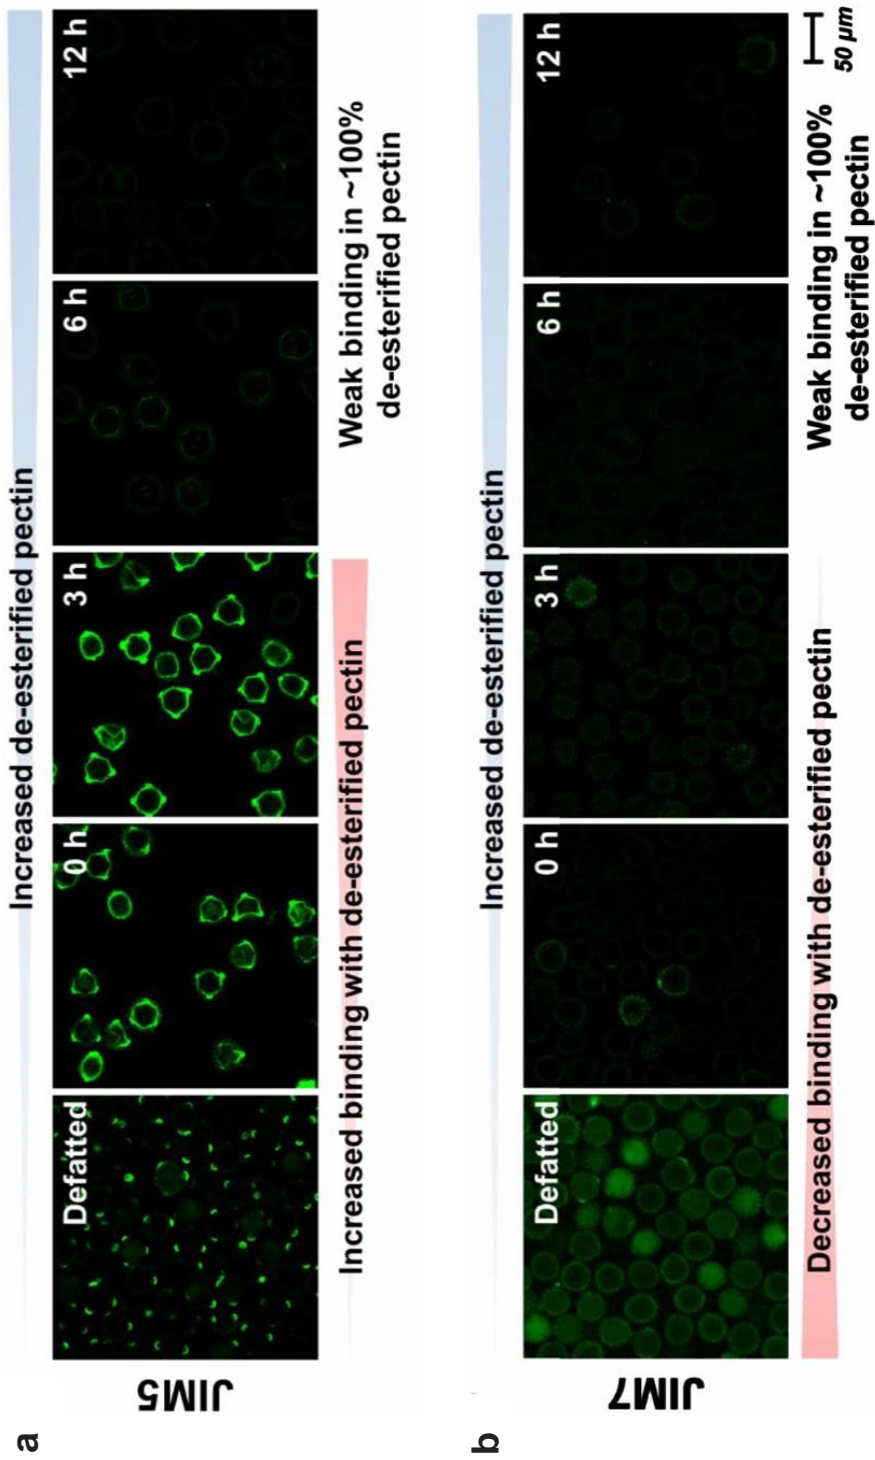 a
Increased de-esterified pectin
JIM5
Defatted
0 h
3 h
6 h
12 h
Increased binding with de-esterified pectin
Weak binding in ~100%
de-esterified pectin
b
Increased de-esterified pectin
JIM7
Defatted
0 h
3 h
6 h
12 h
Decreased binding with de-esterified pectin
Weak binding in ~100%
de-esterified pectin
50 µm